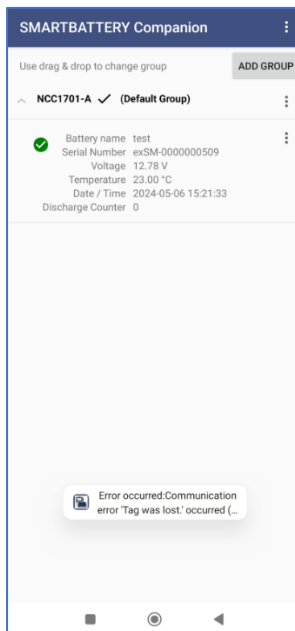 SMARTBATTERY Companion
Use drag & drop to change group ADD GROUP
NCC1701-A (Default Group)
Battery name test
Serial Number exSM-0000000509
Voltage 12.78 V
Temperature 23.00 °C
Date / Time 2024-05-06 15:21:33
Discharge Counter 0
Error occurred:Communication
error 'Tag was lost.' occurred (...